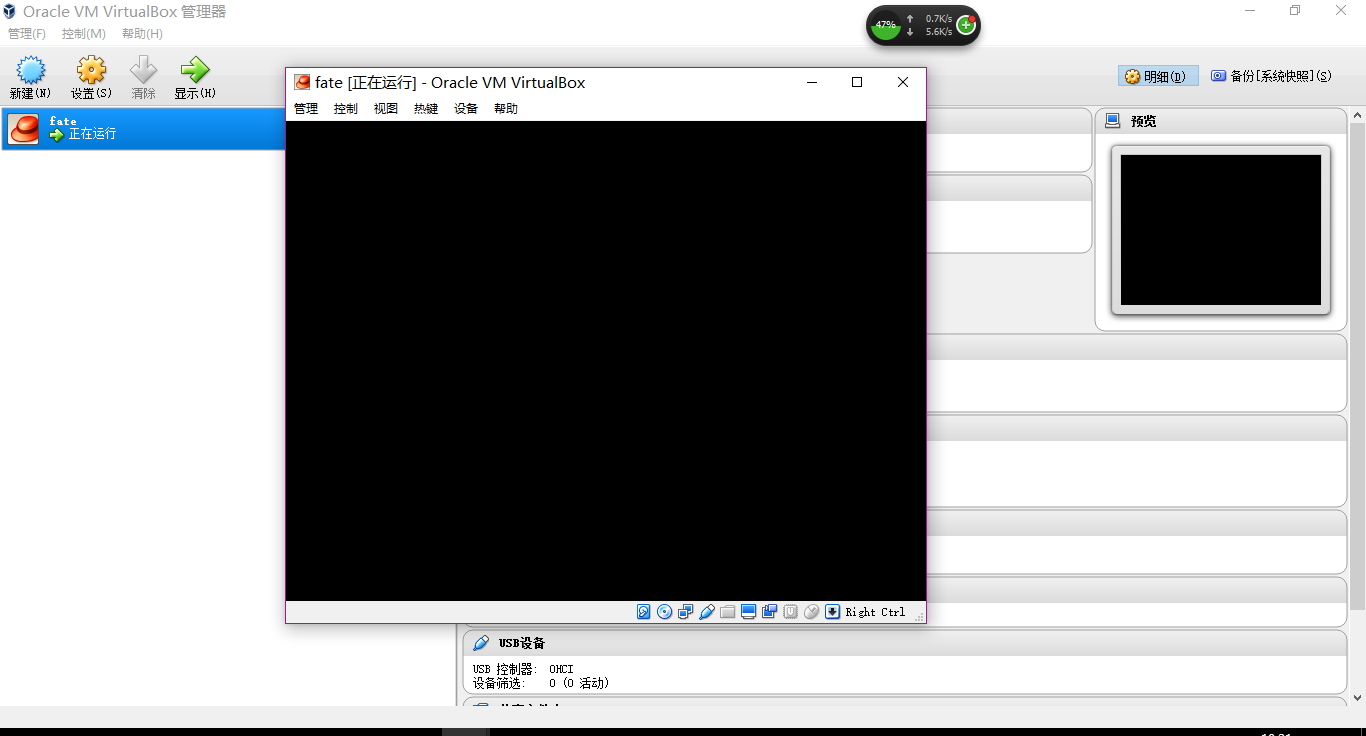 Oracle VM VirtualBox 管理器
管理(F) 控制(M) 帮助(H)
47% 0.7K/s
5.6K/s
新建(N) 设置(S) 清除 显示(H)
明细(D) 备份[系统快照](S)
fate
正在运行
fate [正在运行] - Oracle VM VirtualBox
管理 控制 视图 热键 设备 帮助
Right Ctrl
预览
USB设备
USB 控制器: OHCI
设备筛选: 0 (0 活动)